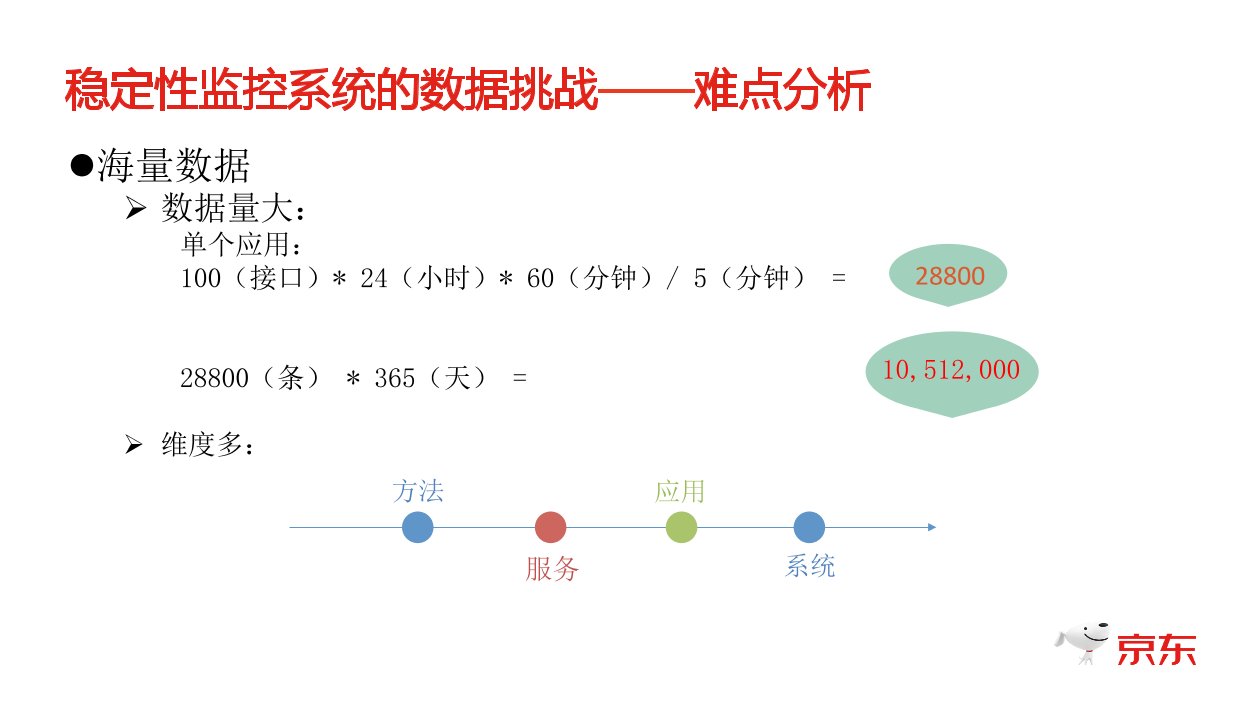 稳定性监控系统的数据挑战——难点分析
●海量数据
➢ 数据量大：
单个应用：
100（接口）* 24（小时）* 60（分钟）/ 5（分钟） =
28800
28800（条） * 365（天） =
10,512,000
➢ 维度多：
方法
应用
服务
系统
京东